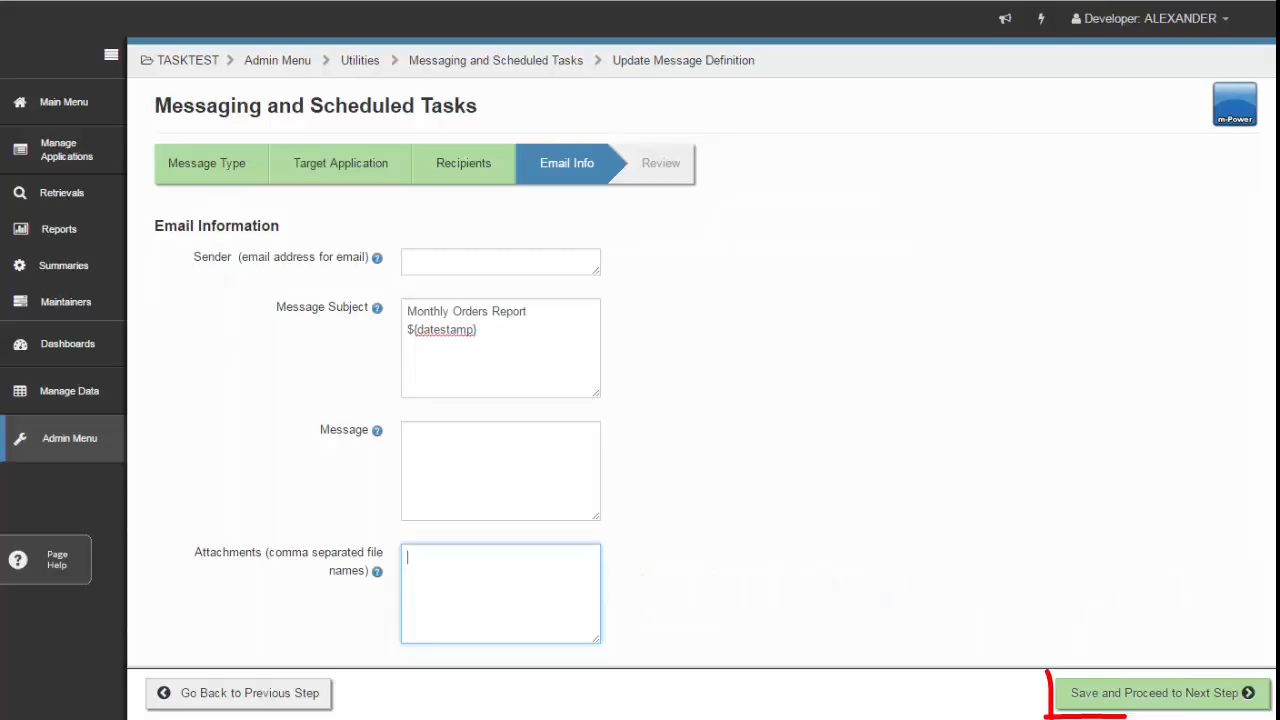 Developer: ALEXANDER
TASKTEST
Admin Menu
Utilities
Messaging and Scheduled Tasks
Update Message Definition
Main Menu
Manage
Applications
Retrievals
Reports
Summaries
Maintainers
Dashboards
Manage Data
Admin Menu
Page
Help
Messaging and Scheduled Tasks
m-Power
Message Type
Target Application
Recipients
Email Info
Review
Email Information
Sender (email address for email) ?
Message Subject ?
Monthly Orders Report
${datestamp}
Message ?
Attachments (comma separated file
names) ?
Go Back to Previous Step
Save and Proceed to Next Step